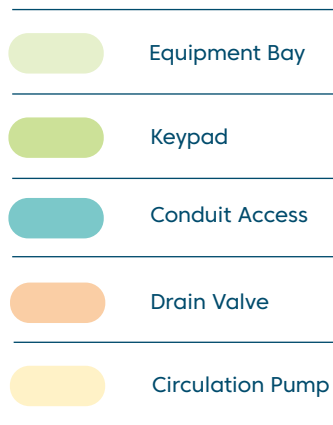 Equipment Bay
Keypad
Conduit Access
Drain Valve
Circulation Pump